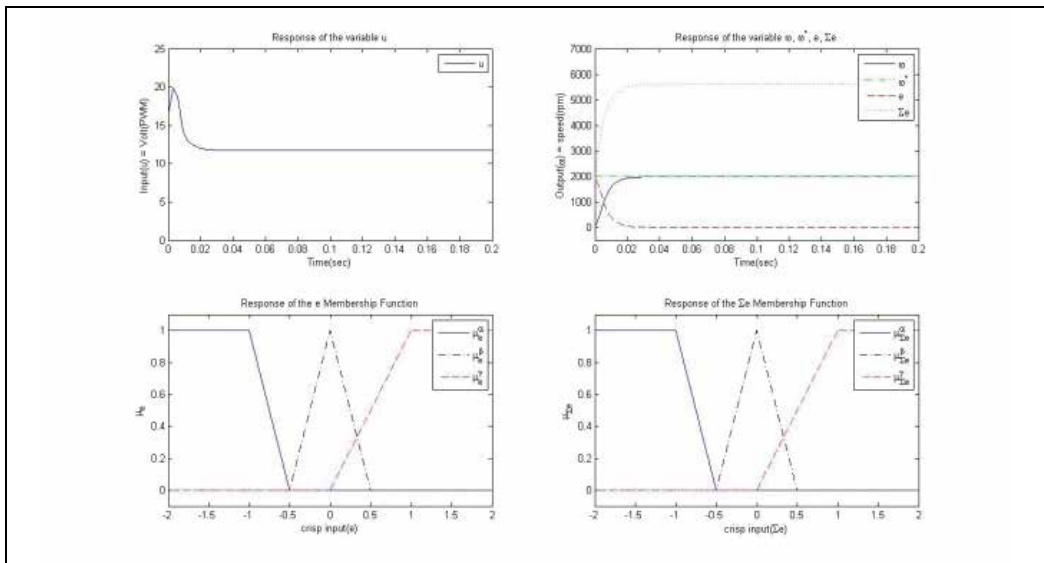 Response of the variable u
25
20
15
10
5
0
Input(u) = Volt(PWM)
u
0 0.02 0.04 0.06 0.08 0.1 0.12 0.14 0.16 0.18 0.2
Time(sec)
Response of the variable ω, ω*, e, Σe
7000
6000
5000
4000
3000
2000
1000
0
Output(ω) = speed(rpm)
ω
ω*
e
Σe
0 0.02 0.04 0.06 0.08 0.1 0.12 0.14 0.16 0.18 0.2
Time(sec)
Response of the e Membership Function
1
0.8
0.6
0.4
0.2
0
μe
-2 -1.5 -1 -0.5 0 0.5 1 1.5 2
crisp input(e)
Response of the Σe Membership Function
1
0.8
0.6
0.4
0.2
0
μΣe
-2 -1.5 -1 -0.5 0 0.5 1 1.5 2
crisp input(Σe)